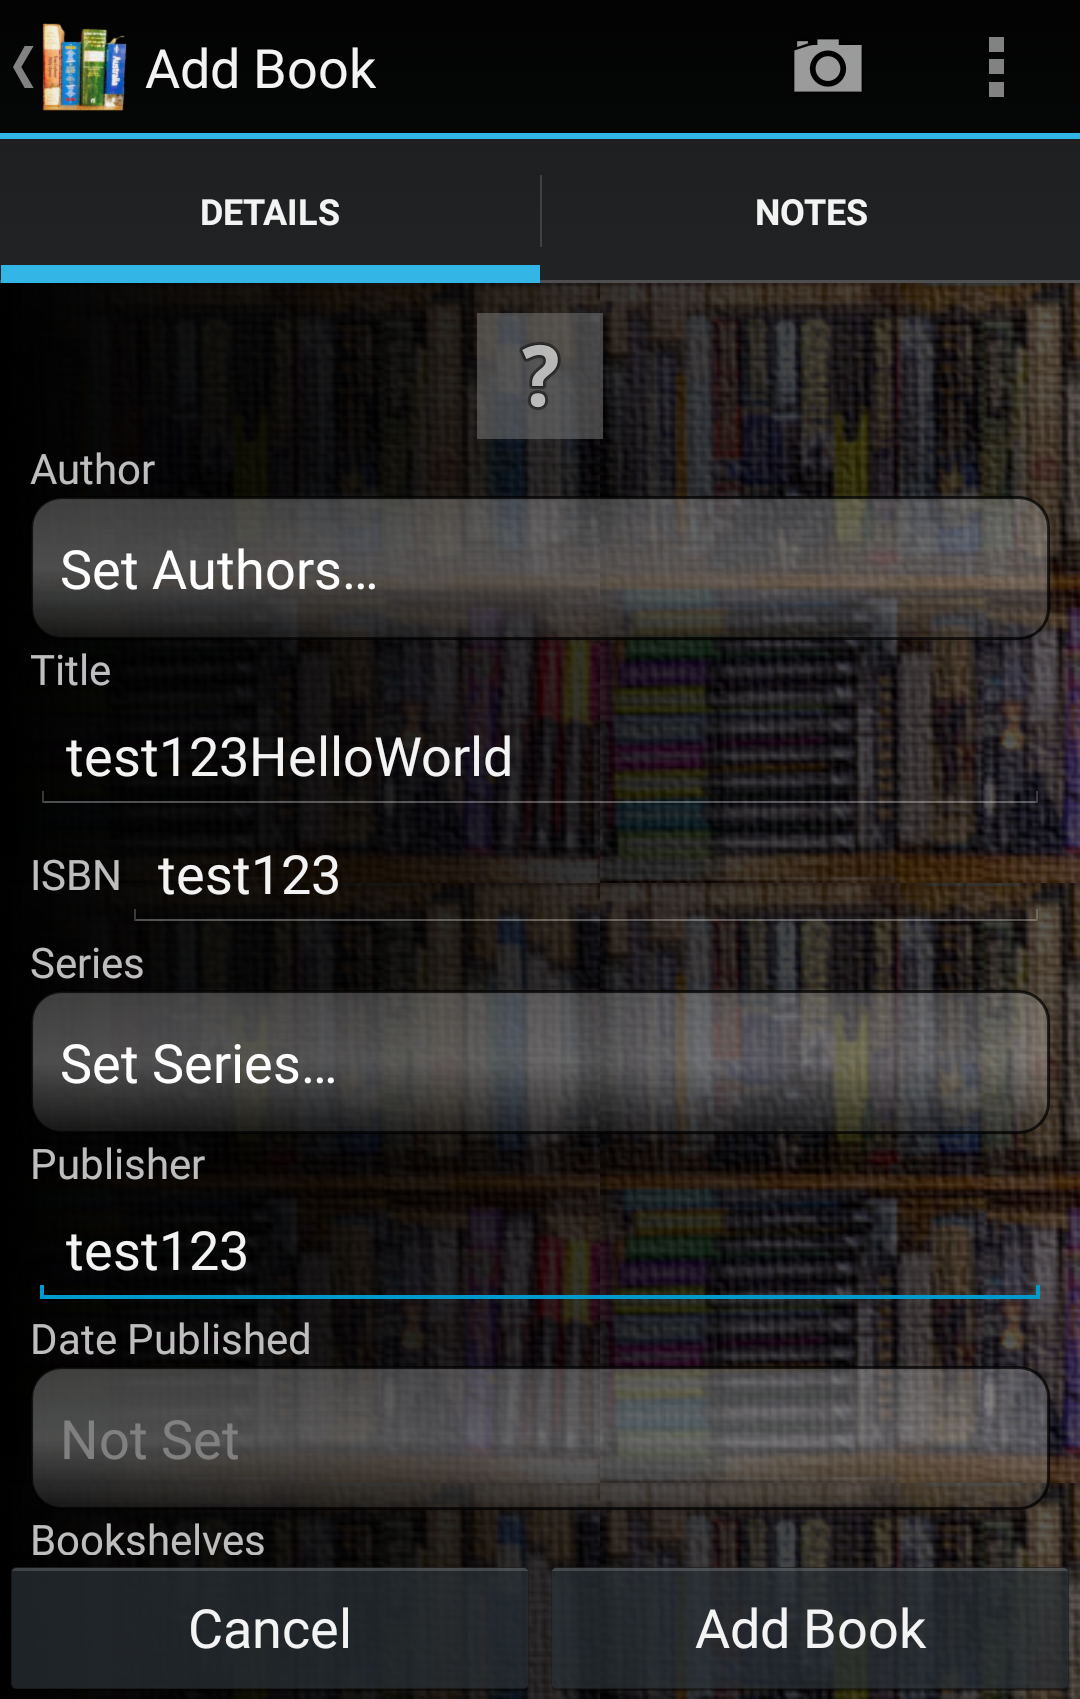 Add Book
DETAILS
NOTES
?
Author
Set Authors...
Title
test123HelloWorld
ISBN test123
Series
Set Series...
Publisher
test123
Date Published
Not Set
Bookshelves
Cancel
Add Book